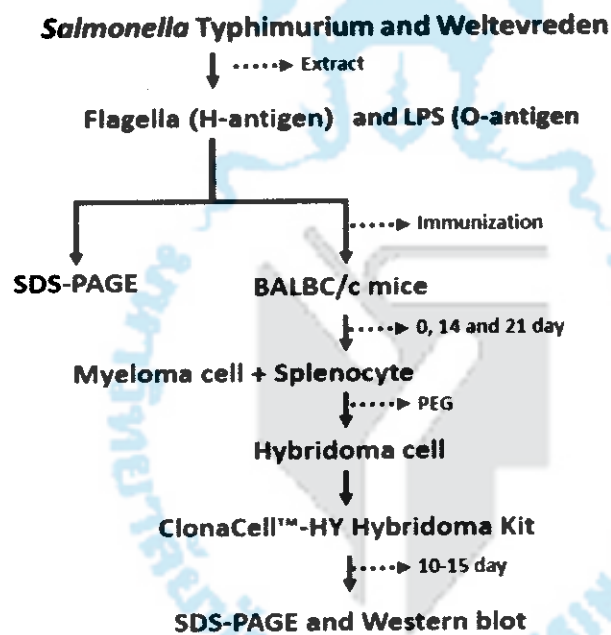 Salmonella Typhimurium and Weltevreden
Extract
Flagella (H-antigen) and LPS (O-antigen
Immunization
SDS-PAGE
BALBC/c mice
0, 14 and 21 day
Myeloma cell + Splenocyte
PEG
Hybridoma cell
ClonaCell™-HY Hybridoma Kit
10-15 day
SDS-PAGE and Western blot